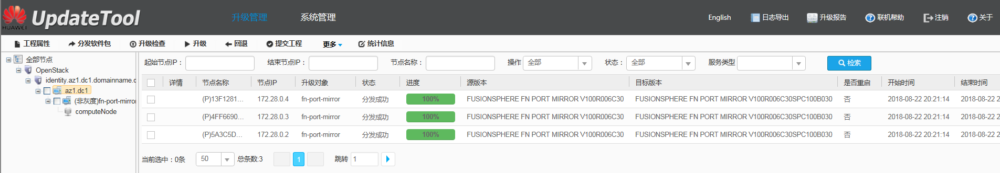 HUAWEI UpdateTool 升级管理 系统管理 English 日志导出 升级报告 联机帮助 注销 关于
工程属性 分发软件包 升级检查 升级 回退 提交工程 更多 统计信息
全部节点
OpenStack
identity.az1.dc1.domainname.c
az1.dc1
(非灰度)fn-port-mirror
computeNode
起始节点IP： 结束节点IP： 节点名称： 操作 全部 状态： 全部 服务类型 检索
详情 节点名称 节点IP 升级对象 状态 进度 源版本 目标版本 是否重启 开始时间 结束时间
(P)13F1281... 172.28.0.4 fn-port-mirror 分发成功 100% FUSIONSPHERE FN PORT MIRROR V100R006C30 FUSIONSPHERE FN PORT MIRROR V100R006C30SPC100B030 否 2018-08-22 20:21:14 2018-08-22 2
(P)4FF6690... 172.28.0.3 fn-port-mirror 分发成功 100% FUSIONSPHERE FN PORT MIRROR V100R006C30 FUSIONSPHERE FN PORT MIRROR V100R006C30SPC100B030 否 2018-08-22 20:21:14 2018-08-22 2
(P)5A3C5D... 172.28.0.2 fn-port-mirror 分发成功 100% FUSIONSPHERE FN PORT MIRROR V100R006C30 FUSIONSPHERE FN PORT MIRROR V100R006C30SPC100B030 否 2018-08-22 20:21:14 2018-08-22 2
当前选中：0条 50 总条数:3 1 跳转 1